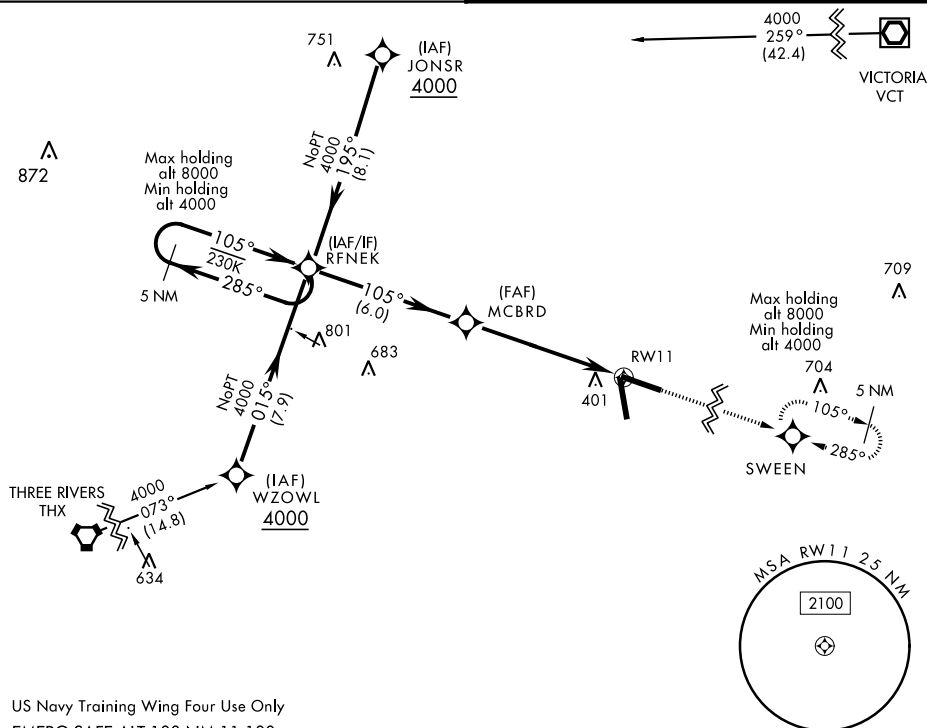 751
(IAF)
JONSR
4000
4000
259°
(42.4)
VICTORIA
VCT
872
Max holding
alt 8000
Min holding
alt 4000
NoPT
4000
195°
(8.1)
105°
230K
285°
5 NM
(IAF/IF)
RFNEK
105°
(6.0)
(FAF)
MCBRD
801
683
709
Max holding
alt 8000
Min holding
alt 4000
704
5 NM
105°
285°
SWEEN
RW11
401
NoPT
4000
015°
(7.9)
(IAF)
WZOWL
4000
THREE RIVERS
THX
4000
073°
(14.8)
634
MSA RW11 25 NM
2100
US Navy Training Wing Four Use Only